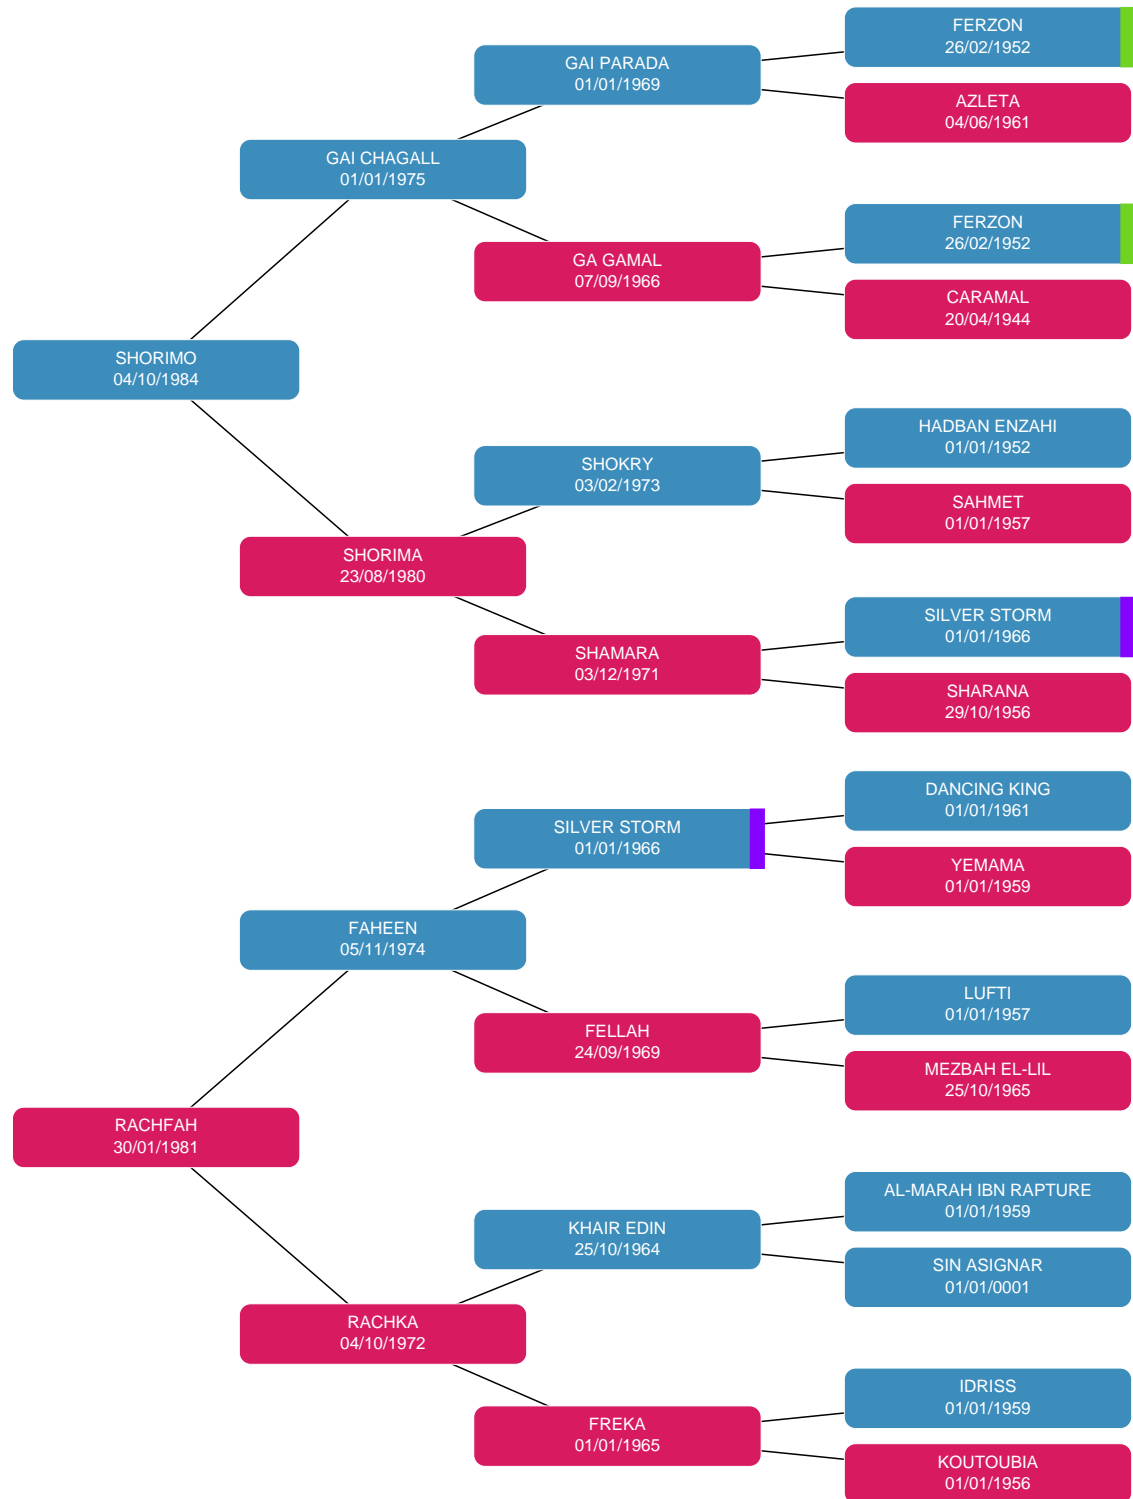 FERZON
26/02/1952
GAI PARADA
01/01/1969
AZLETA
04/06/1961
GAI CHAGALL
01/01/1975
FERZON
26/02/1952
GA GAMAL
07/09/1966
CARAMAL
20/04/1944
SHORIMO
04/10/1984
HADBAN ENZAHI
01/01/1952
SHOKRY
03/02/1973
SAHMET
01/01/1957
SHORIMA
23/08/1980
SILVER STORM
01/01/1966
SHAMARA
03/12/1971
SHARANA
29/10/1956
DANCING KING
01/01/1961
SILVER STORM
01/01/1966
YEMAMA
01/01/1959
FAHEEN
05/11/1974
LUFTI
01/01/1957
FELLAH
24/09/1969
MEZBAH EL-LIL
25/10/1965
RACHFAH
30/01/1981
AL-MARAH IBN RAPTURE
01/01/1959
KHAIR EDIN
25/10/1964
SIN ASIGNAR
01/01/0001
RACHKA
04/10/1972
IDRISS
01/01/1959
FREKA
01/01/1965
KOUTOUBIA
01/01/1956